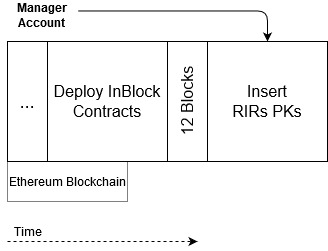 Manager
Account
...
Deploy InBlock
Contracts
12 Blocks
Insert
RIRs PKs
Ethereum Blockchain
Time